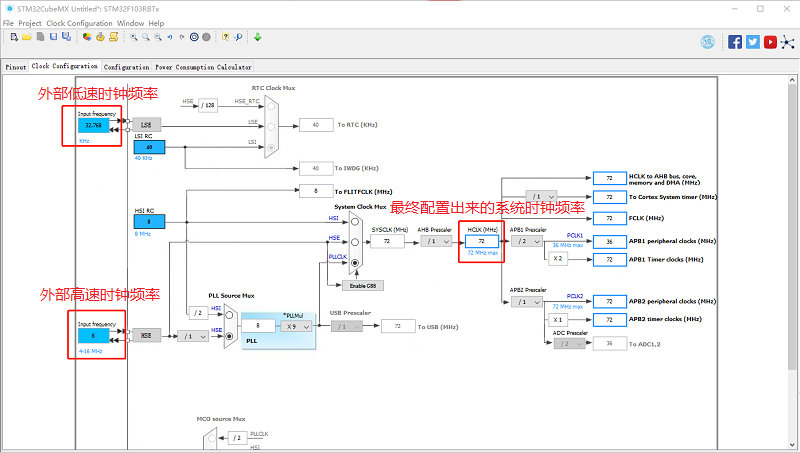 STM32CubeMX Untitled*: STM32F103RBTx
File Project Clock Configuration Window Help
Pinout Clock Configuration Configuration Power Consumption Calculator
RTC Clock Mux
外部低速时钟频率
HSE / 128 HSE_RTC
Input frequency
32.768 LSE LSE 40 To RTC (KHz)
KHz
LSI RC
40 LSI
40 KHz
40 To IWDG (KHz)
8 To FLITFCLK (MHz)
HSI RC
8
8 MHz
System Clock Mux
最终配置出来的系统时钟频率
HSI
HSE
PLLCLK
SYSCLK (MHz) AHB Prescaler HCLK (MHz) APB1 Prescaler
72 / 1 72 / 2
72 MHz max
Enable CSS
72 HCLK to AHB bus, core,
memory and DMA (MHz)
/ 1 72 To Cortex System timer (MHz)
72 FCLK (MHz)
PCLK1
36 MHz max
36 APB1 peripheral clocks (MHz)
X 2 72 APB1 Timer clocks (MHz)
外部高速时钟频率
PLL Source Mux
/ 2 HSI
HSE
Input frequency
8 HSE / 1
4-16 MHz
8 *PLLMul
X 9
PLL
USB Prescaler
/ 1 72 To USB (MHz)
APB2 Prescaler
/ 1
PCLK2
72 MHz max
72 APB2 peripheral clocks (MHz)
X 1 72 APB2 timer clocks (MHz)
ADC Prescaler
/ 2 36 To ADC1,2
MCO source Mux
/ 2 PLLCLK
HSI